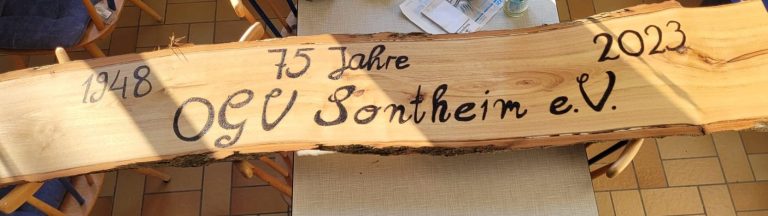 1948 75 Jahre 2023
OGV Sontheim e.V.